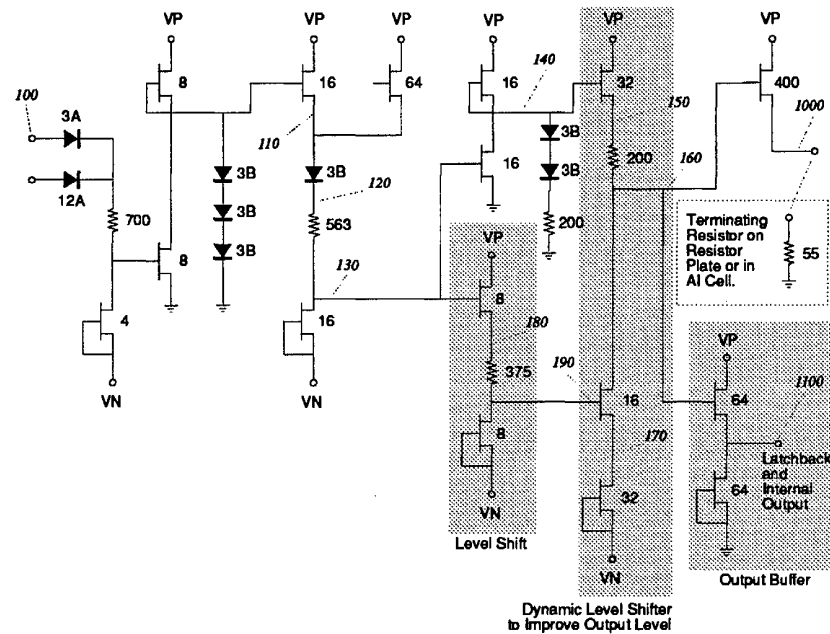 VP
VP
VP
VP
VP
VP
100
3A
12A
700
4
VN
8
8
3B
3B
3B
16
64
110
3B
120
563
130
16
VN
16
140
16
3B
3B
200
32
150
200
160
400
1000
Terminating
Resistor on
Resistor
Plate or in
AI Cell.
55
VP
8
180
375
8
VN
Level Shift
190
16
170
32
VN
Dynamic Level Shifter
to Improve Output Level
VP
64
1100
Latchback
and
Internal
Output
64
Output Buffer